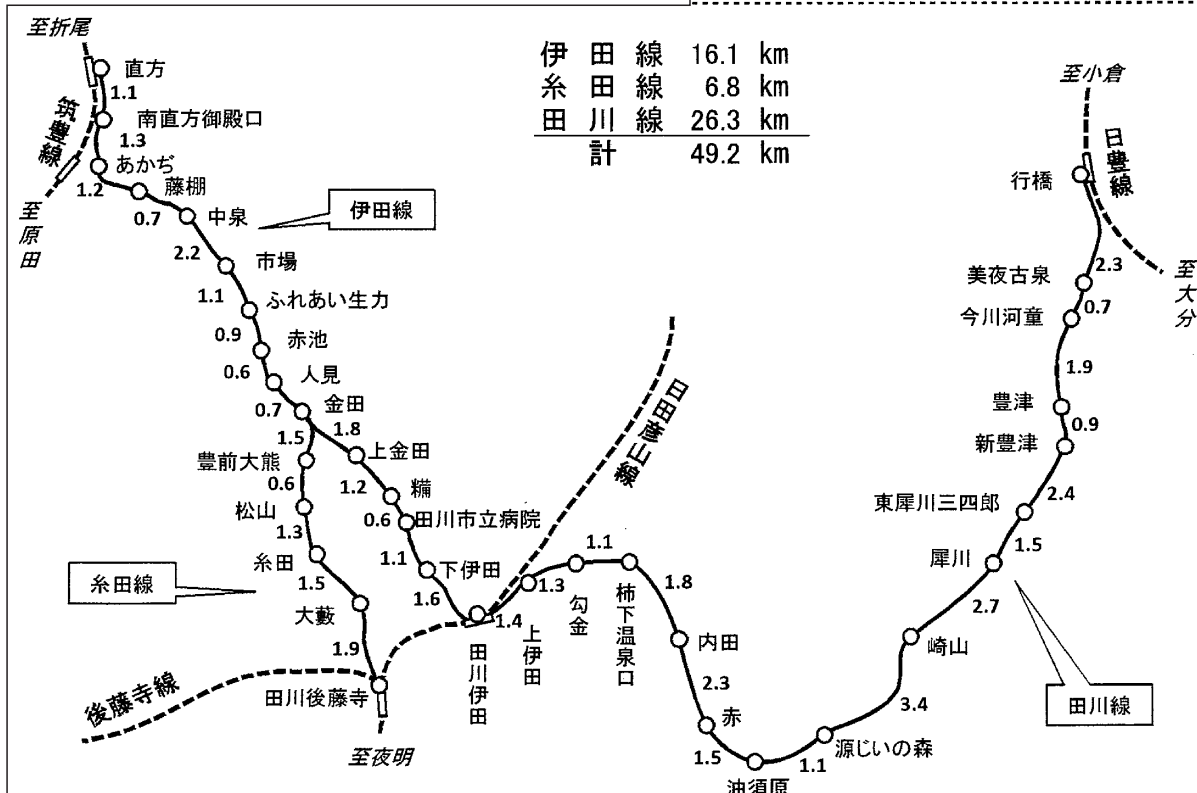 至折尾
直方
1.1
筑豊線
南直方御殿口
1.3
あかぢ
1.2
藤棚
0.7
中泉
至原田
伊田線
2.2
市場
1.1
ふれあい生力
0.9
赤池
0.6
人見
0.7
金田
1.5
1.8
豊前大熊
上金田
0.6
1.2
糒
松山
0.6
田川市立病院
1.3
糸田
1.1
下伊田
糸田線
1.5
1.6
大藪
1.9
田川後藤寺
後藤寺線
至夜明
伊田線 16.1 km
糸田線 6.8 km
田川線 26.3 km
計 49.2 km
日田彦山線
田川伊田
1.4
上伊田
1.3
勾金
1.1
柿下温泉口
1.8
内田
2.3
赤
1.5
油須原
1.1
源じいの森
3.4
崎山
2.7
田川線
犀川
1.5
東犀川三四郎
2.4
新豊津
0.9
豊津
1.9
今川河童
0.7
美夜古泉
2.3
行橋
至小倉
日豊線
至大分